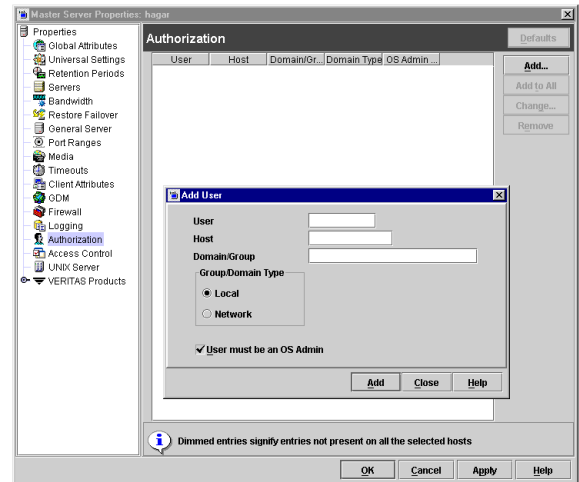 Master Server Properties: hagar
Properties
Global Attributes
Universal Settings
Retention Periods
Servers
Bandwidth
Restore Failover
General Server
Port Ranges
Media
Timeouts
Client Attributes
GDM
Firewall
Logging
Authorization
Access Control
UNIX Server
VERITAS Products
Authorization
Defaults
User Host Domain/Gr... Domain Type OS Admin ...
Add...
Add to All
Change...
Remove
Add User
User
Host
Domain/Group
Group/Domain Type
Local
Network
User must be an OS Admin
Add Close Help
Dimmed entries signify entries not present on all the selected hosts
OK Cancel Apply Help